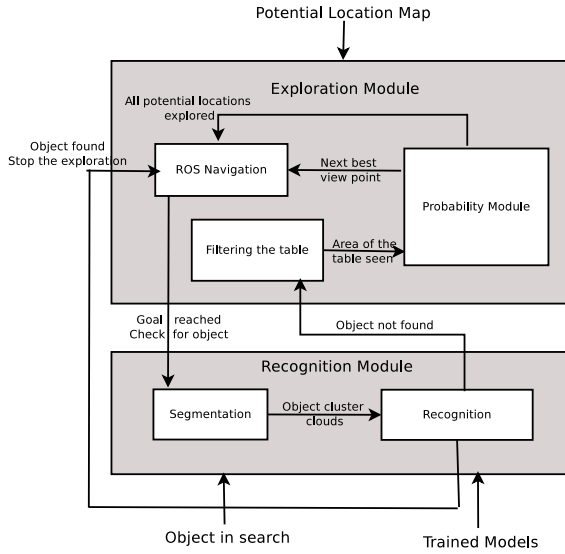 Potential Location Map
Exploration Module
All potential locations
explored
Object found
Stop the exploration
ROS Navigation
Next best
view point
Probability Module
Filtering the table
Area of the
table seen
Goal reached
Check for object
Object not found
Recognition Module
Segmentation
Object cluster
clouds
Recognition
Object in search
Trained Models